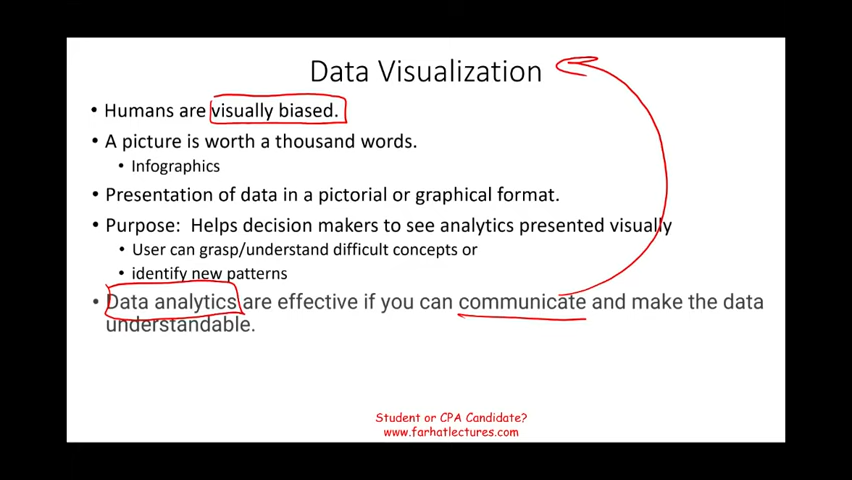 Data Visualization
• Humans are visually biased.
• A picture is worth a thousand words.
• Infographics
• Presentation of data in a pictorial or graphical format.
• Purpose: Helps decision makers to see analytics presented visually
• User can grasp/understand difficult concepts or
• identify new patterns
• Data analytics are effective if you can communicate and make the data
understandable.
Student or CPA Candidate?
www.farhatlectures.com